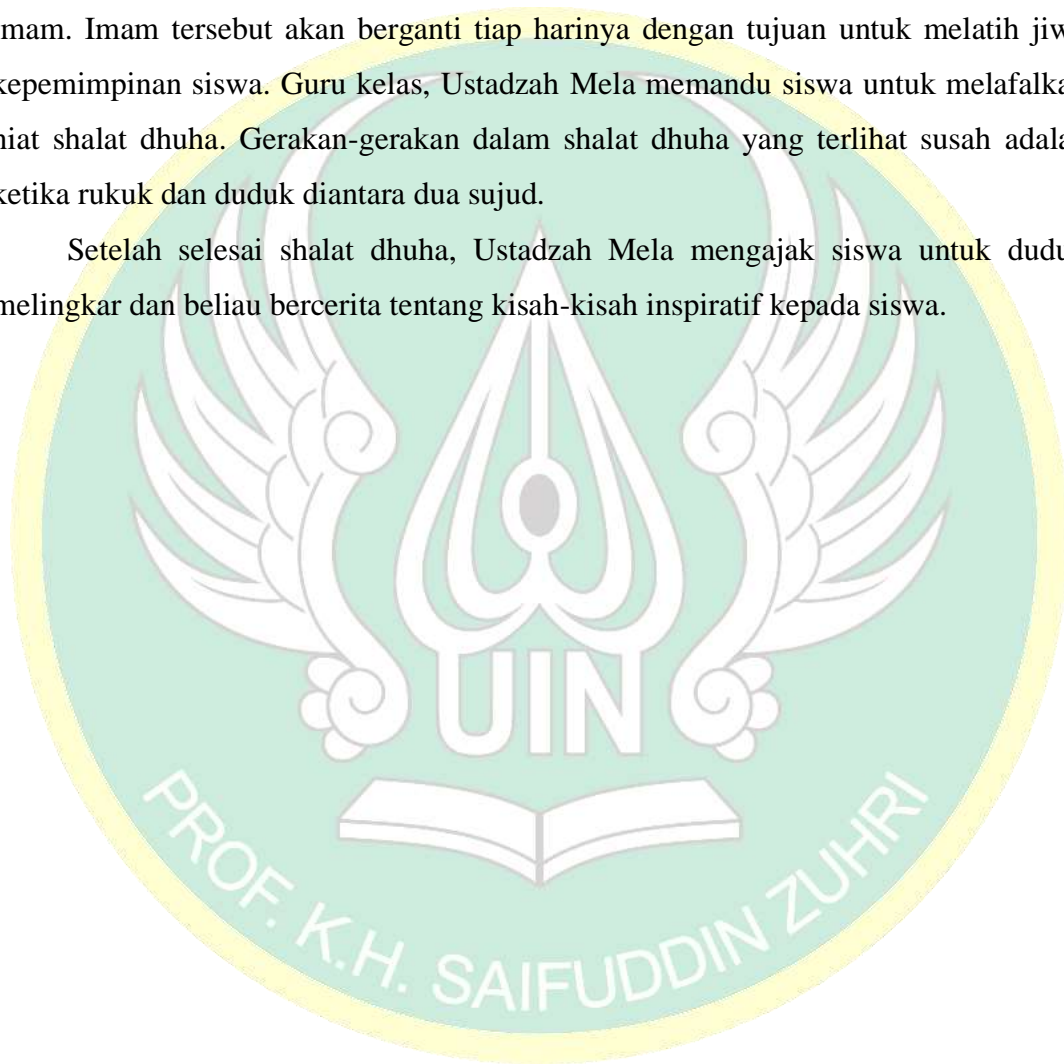 imam. Imam tersebut akan berganti tiap harinya dengan tujuan untuk melatih jiw
kepemimpinan siswa. Guru kelas, Ustadzah Mela memandu siswa untuk melafalka
niat shalat dhuha. Gerakan-gerakan dalam shalat dhuha yang terlihat susah adala
ketika rukuk dan duduk diantara dua sujud.
Setelah selesai shalat dhuha, Ustadzah Mela mengajak siswa untuk dudu
melingkar dan beliau bercerita tentang kisah-kisah inspiratif kepada siswa.
UIN
PROF. K.H. SAIFUDDIN ZUHRI